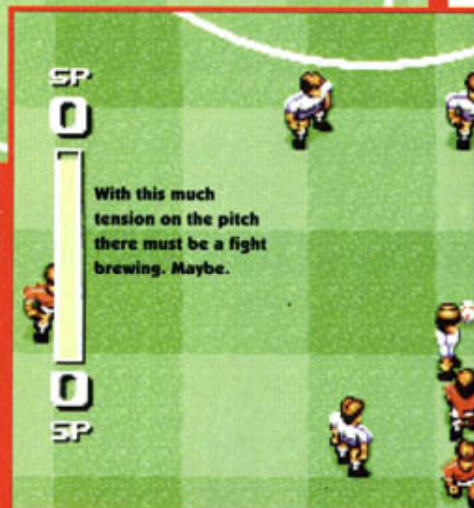 SP
0
With this much
tension on the pitch
there must be a fight
brewing. Maybe.
0
SP